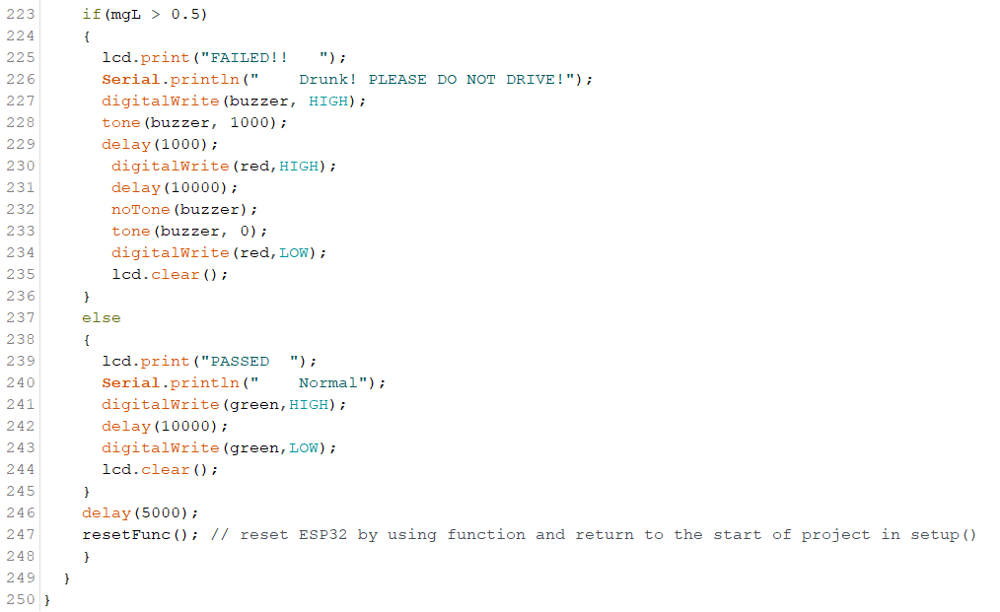 223 if(mgL > 0.5)
224 {
225 lcd.print("FAILED!!   ");
226 Serial.println("    Drunk! PLEASE DO NOT DRIVE!");
227 digitalWrite(buzzer, HIGH);
228 tone(buzzer, 1000);
229 delay(1000);
230 digitalWrite(red,HIGH);
231 delay(10000);
232 noTone(buzzer);
233 tone(buzzer, 0);
234 digitalWrite(red,LOW);
235 lcd.clear();
236 }
237 else
238 {
239 lcd.print("PASSED  ");
240 Serial.println("    Normal");
241 digitalWrite(green,HIGH);
242 delay(10000);
243 digitalWrite(green,LOW);
244 lcd.clear();
245 }
246 delay(5000);
247 resetFunc(); // reset ESP32 by using function and return to the start of project in setup()
248 }
249 }
250 }